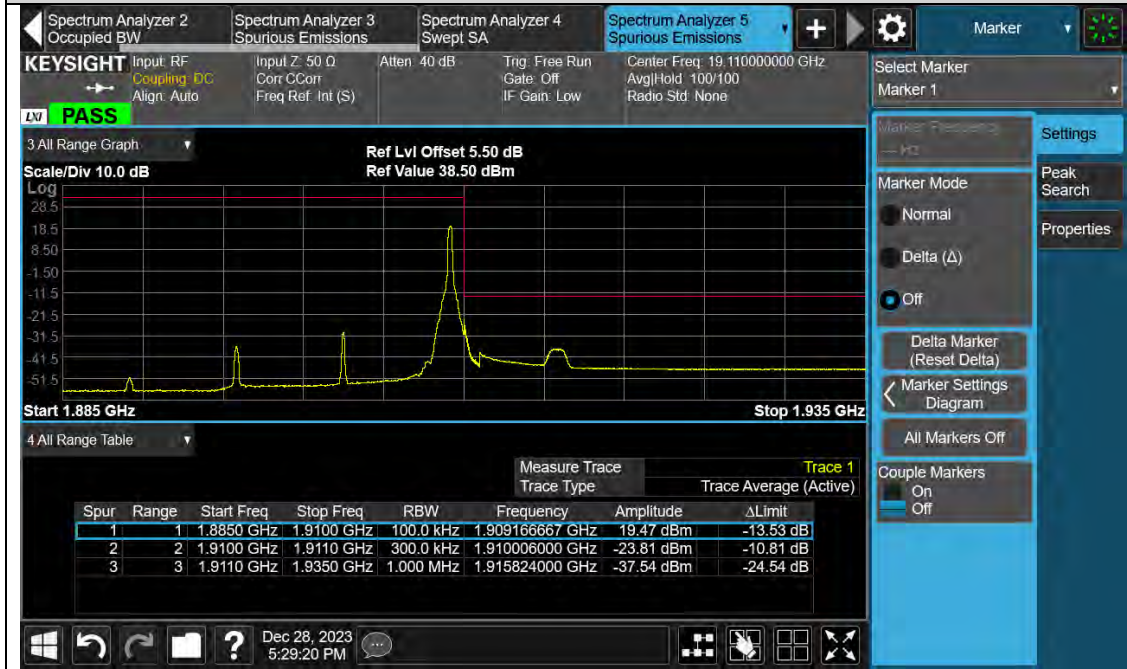 Spectrum Analyzer 2
Occupied BW
Spectrum Analyzer 3
Spurious Emissions
Spectrum Analyzer 4
Swept SA
Spectrum Analyzer 5
Spurious Emissions
+
Marker
KEYSIGHT
Input: RF
Coupling: DC
Align: Auto
Input Z: 50 Ω
Corr CCorr
Freq Ref: Int (S)
Atten: 40 dB
Trig: Free Run
Gate: Off
IF Gain: Low
Center Freq: 19.110000000 GHz
Avg|Hold: 100/100
Radio Std: None
LXI PASS
Select Marker
Marker 1
3 All Range Graph
Ref Lvl Offset 5.50 dB
Scale/Div 10.0 dB
Ref Value 38.50 dBm
Log
28.5
18.5
8.50
-1.50
-11.5
-21.5
-31.5
-41.5
-51.5
Start 1.885 GHz
Stop 1.935 GHz
Marker Frequency
--- Hz
Settings
Marker Mode
Peak
Search
Normal
Properties
Delta (Δ)
Off
Delta Marker
(Reset Delta)
Marker Settings
Diagram
All Markers Off
Couple Markers
On
Off
4 All Range Table
Measure Trace Trace 1
Trace Type Trace Average (Active)
Spur Range Start Freq Stop Freq RBW Frequency Amplitude ΔLimit
1 1 1.8850 GHz 1.9100 GHz 100.0 kHz 1.909166667 GHz 19.47 dBm -13.53 dB
2 2 1.9100 GHz 1.9110 GHz 300.0 kHz 1.910006000 GHz -23.81 dBm -10.81 dB
3 3 1.9110 GHz 1.9350 GHz 1.000 MHz 1.915824000 GHz -37.54 dBm -24.54 dB
?
Dec 28, 2023
5:29:20 PM